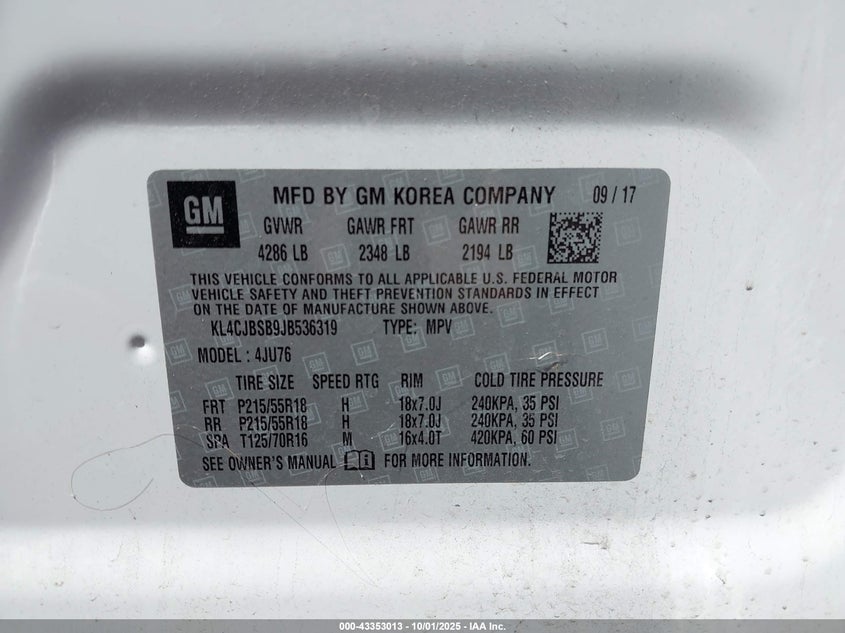 GM MFD BY GM KOREA COMPANY 09 / 17
GVWR GAWR FRT GAWR RR
4286 LB 2348 LB 2194 LB
THIS VEHICLE CONFORMS TO ALL APPLICABLE U.S. FEDERAL MOTOR
VEHICLE SAFETY AND THEFT PREVENTION STANDARDS IN EFFECT
ON THE DATE OF MANUFACTURE SHOWN ABOVE.
KL4CJBSB9JB536319 TYPE: MPV
MODEL : 4JU76
TIRE SIZE SPEED RTG RIM COLD TIRE PRESSURE
FRT P215/55R18 H 18x7.0J 240KPA, 35 PSI
RR P215/55R18 H 18x7.0J 240KPA, 35 PSI
SPA T125/70R16 M 16x4.0T 420KPA, 60 PSI
SEE OWNER'S MANUAL FOR MORE INFORMATION.
000-43353013 - 10/01/2025 - IAA Inc.